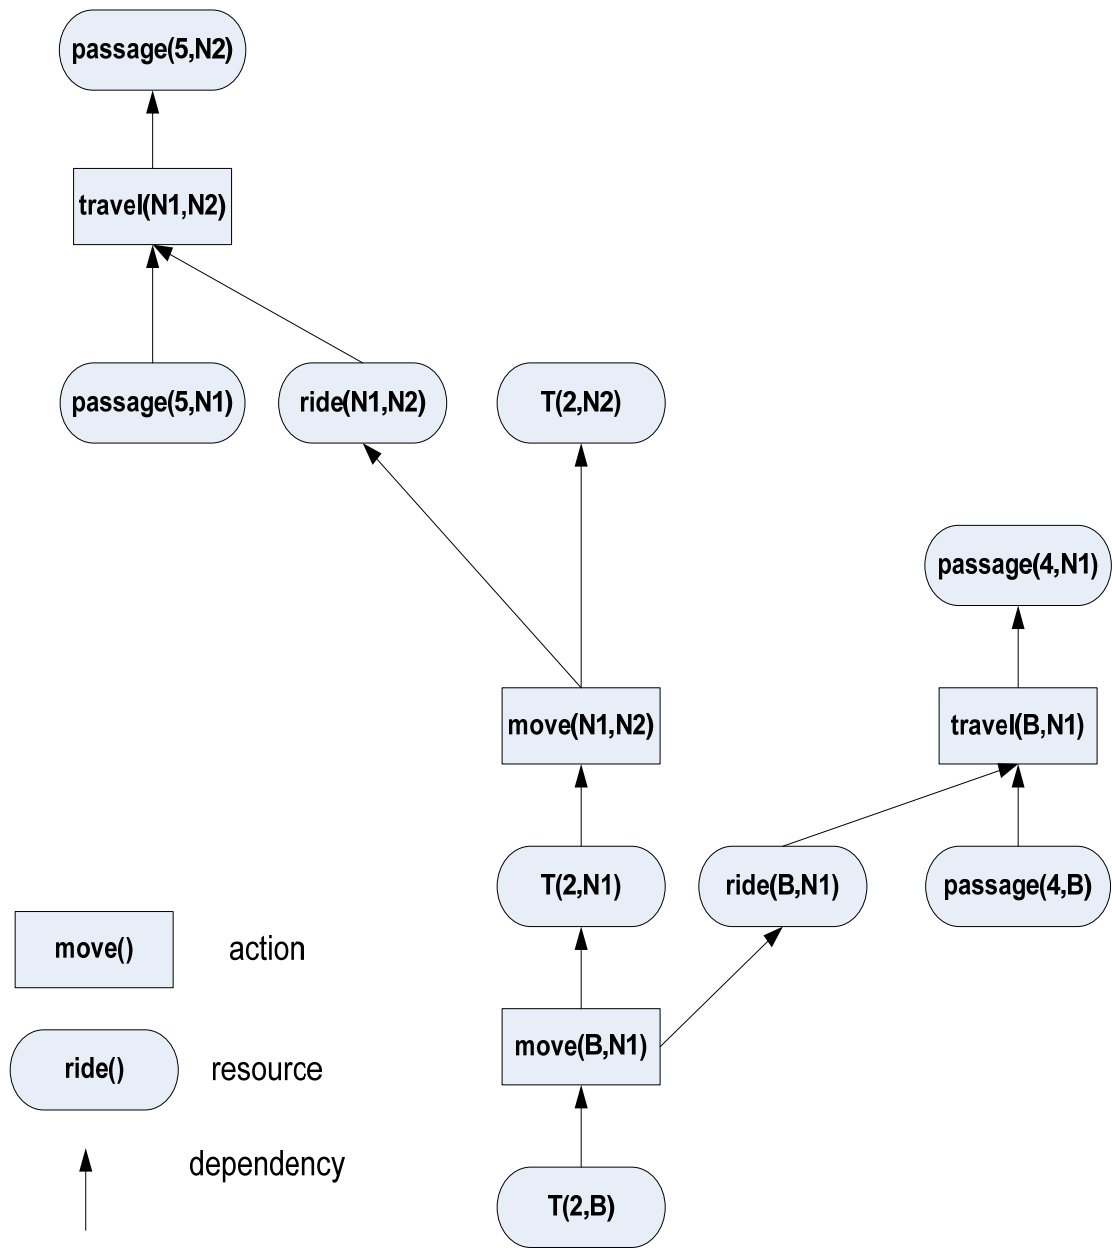 passage(5,N2)
travel(N1,N2)
passage(5,N1)
ride(N1,N2)
T(2,N2)
passage(4,N1)
move(N1,N2)
travel(B,N1)
T(2,N1)
ride(B,N1)
passage(4,B)
move()
action
move(B,N1)
ride()
resource
dependency
T(2,B)